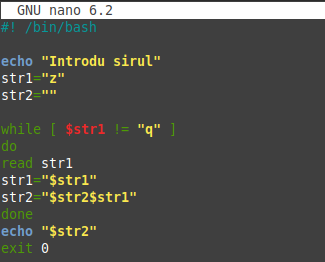 GNU nano 6.2
#! /bin/bash
echo "Introdu sirul"
str1="z"
str2=""
while [ $str1 != "q" ]
do
read str1
str1="$str1"
str2="$str2$str1"
done
echo "$str2"
exit 0